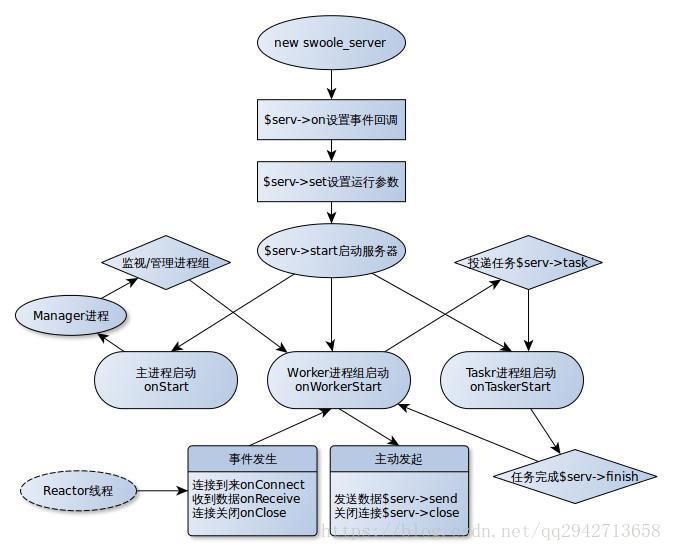 new swoole_server
$serv->on设置事件回调
$serv->set设置运行参数
$serv->start启动服务器
监视/管理进程组
投递任务$serv->task
Manager进程
主进程启动
onStart
Worker进程组启动
onWorkerStart
Taskr进程组启动
onTaskerStart
事件发生
连接到来onConnect
收到数据onReceive
连接关闭onClose
主动发起
发送数据$serv->send
关闭连接$serv->close
任务完成$serv->finish
Reactor线程
https://blog.csdn.net/qq2942713658